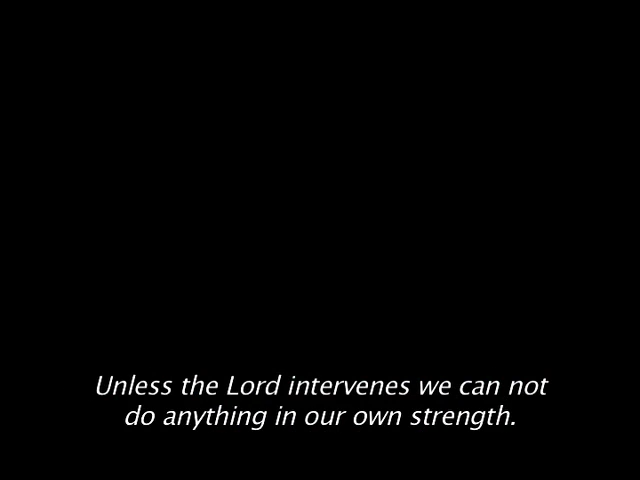 Unless the Lord intervenes we can not
do anything in our own strength.